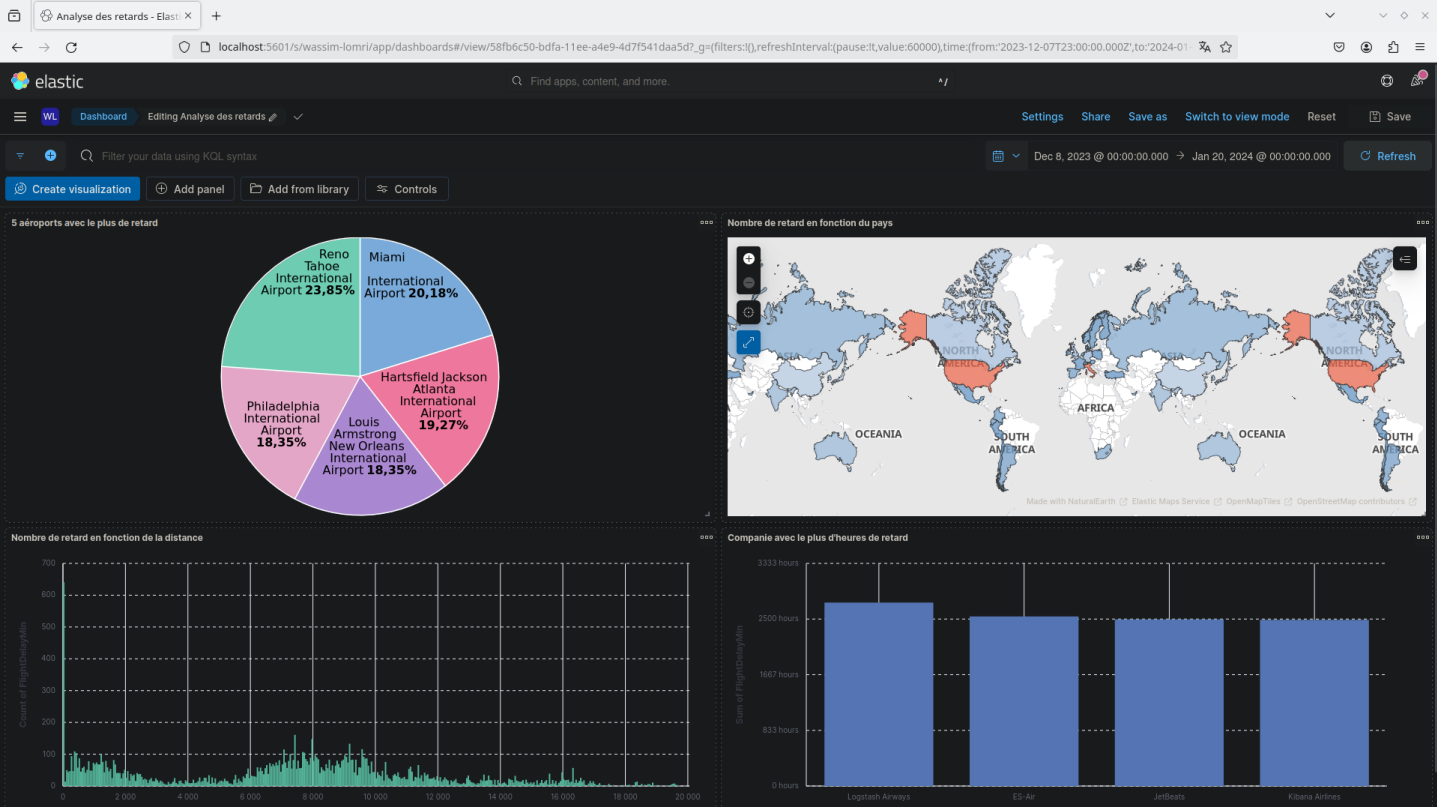 Analyse des retards - Elast
localhost:5601/s/wassim-lomri/app/dashboards#/view/58fb6c50-bdfa-11ee-a4e9-4d7f541daa5d?_g=(filters:!(),refreshInterval:(pause:!t,value:60000),time:(from:'2023-12-07T23:00:00.000Z',to:'2024-01-
elastic
Find apps, content, and more.
^/
WL
Dashboard
Editing Analyse des retards
Settings
Share
Save as
Switch to view mode
Reset
Save
Filter your data using KQL syntax
Dec 8, 2023 @ 00:00:00.000
Jan 20, 2024 @ 00:00:00.000
Refresh
Create visualization
Add panel
Add from library
Controls
5 aéroports avec le plus de retard
Reno
Tahoe
International
Airport 23,85%
Miami
International
Airport 20,18%
Hartsfield Jackson
Atlanta
International
Airport
19,27%
Louis
Armstrong
New Orleans
International
Airport 18,35%
Philadelphia
International
Airport
18,35%
Nombre de retard en fonction du pays
NORTH
AMERICA
ASIA
NORTH
AMERICA
AFRICA
OCEANIA
SOUTH
AMERICA
OCEANIA
SOUTH
AMERICA
Made with NaturalEarth
Elastic Maps Service
OpenMapTiles
OpenStreetMap contributors
Nombre de retard en fonction de la distance
Count of FlightDelayMin
700
600
500
400
300
200
100
0
0
2 000
4 000
6 000
8 000
10 000
12 000
14 000
16 000
18 000
20 000
Companie avec le plus d'heures de retard
Sum of FlightDelayMin
3333 hours
2500 hours
1667 hours
833 hours
0 hours
Logstash Airways
ES-Air
JetBeats
Kibana Airlines